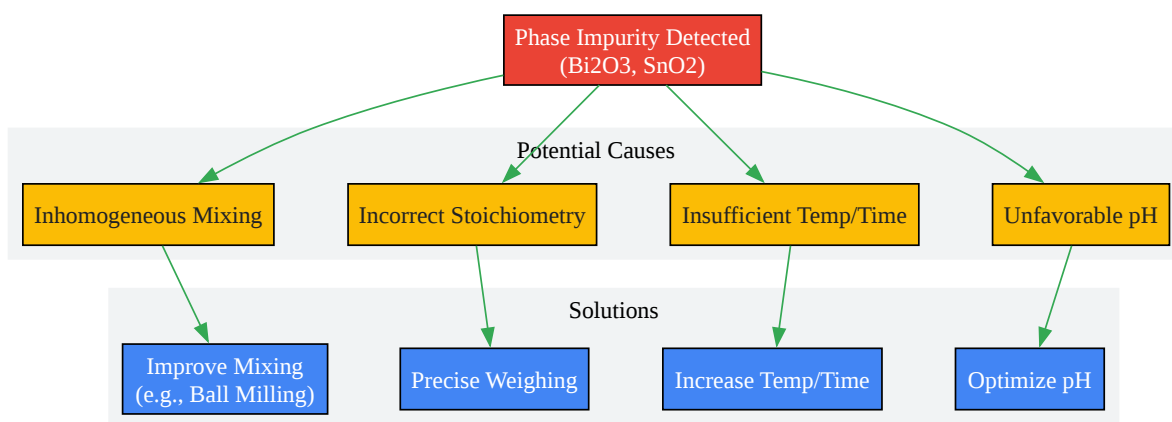 Phase Impurity Detected
(Bi2O3, SnO2)
Potential Causes
Inhomogeneous Mixing
Incorrect Stoichiometry
Insufficient Temp/Time
Unfavorable pH
Solutions
Improve Mixing
(e.g., Ball Milling)
Precise Weighing
Increase Temp/Time
Optimize pH